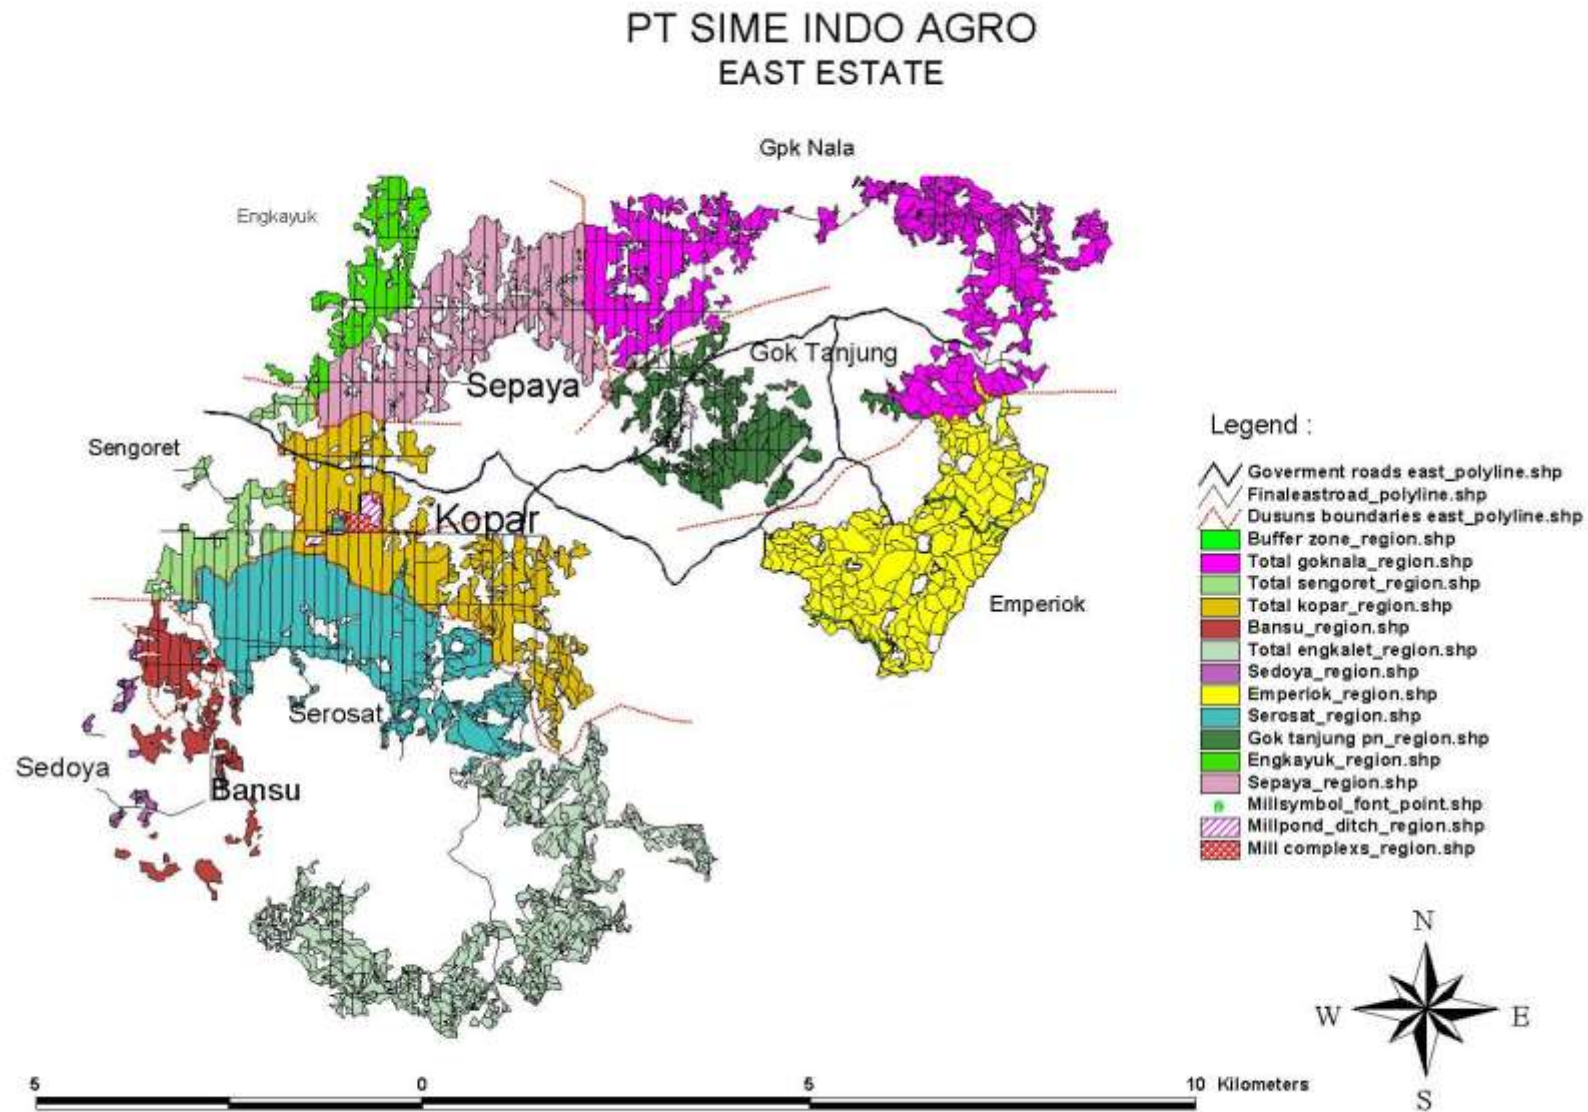 PT SIME INDO AGRO
EAST ESTATE
Gpk Nala
Engkayuk
Gok Tanjung
Sepaya
Sengoret
Kopar
Emperiok
Serosat
Sedoya
Bansu
Legend :
Goverment roads east_polyline.shp
Finaleastroad_polyline.shp
Dusuns boundaries east_polyline.shp
Buffer zone_region.shp
Total goknala_region.shp
Total sengoret_region.shp
Total kopar_region.shp
Bansu_region.shp
Total engkalet_region.shp
Sedoya_region.shp
Emperiok_region.shp
Serosat_region.shp
Gok tanjung pn_region.shp
Engkayuk_region.shp
Sepaya_region.shp
Millsymbol_font_point.shp
Millpond_ditch_region.shp
Mill complexs_region.shp
N
W E
S
5 0 5 10 Kilometers